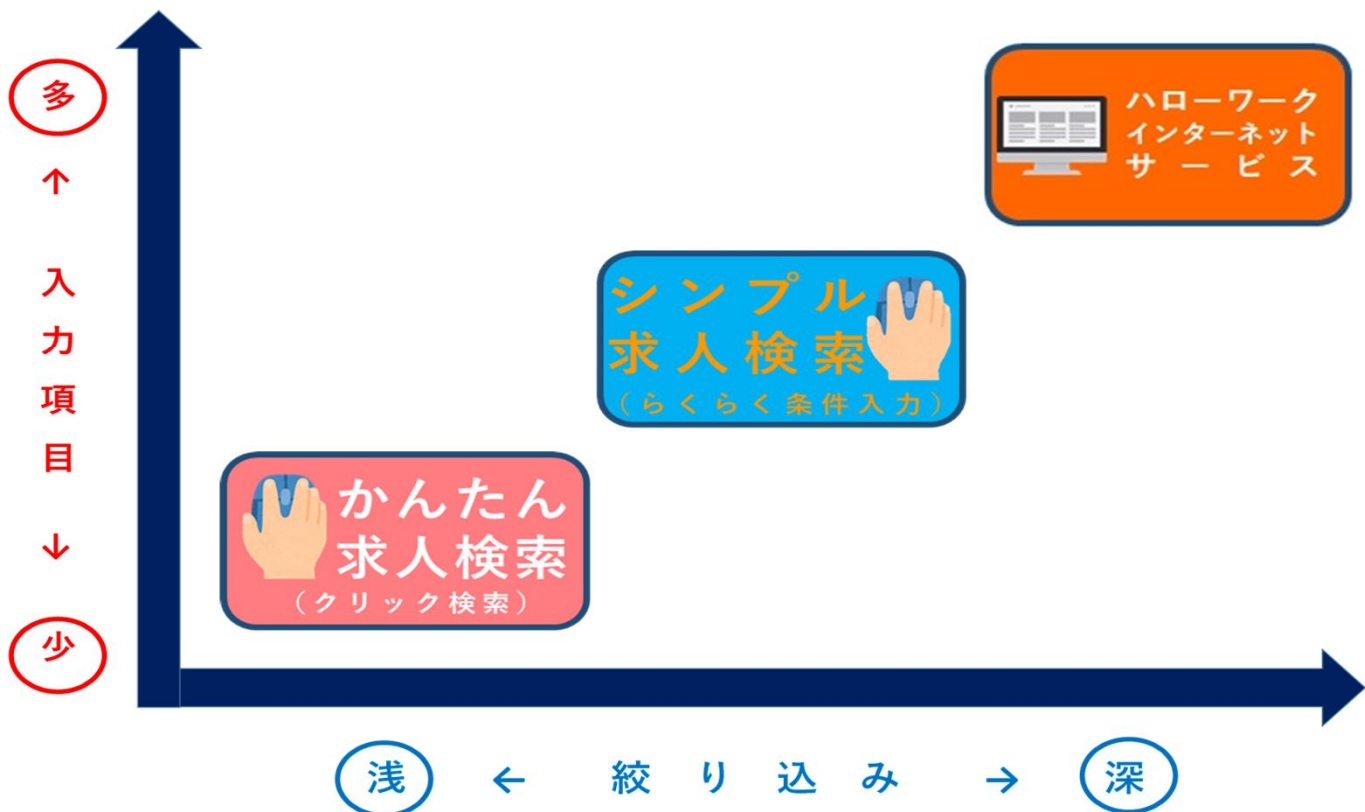 多
↑
入力項目
↓
少
ハローワーク
インターネット
サービス
シンプル
求人検索
（らくらく条件入力）
かんたん
求人検索
（クリック検索）
浅 ← 絞り込み → 深